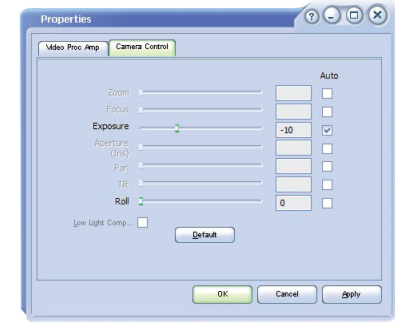 Properties
Video Proc Amp Camera Control
Auto
Zoom
Focus
Exposure -10
Aperture
(Iris)
Pan
Tilt
Roll 0
Low Light Comp...
Default
OK Cancel Apply